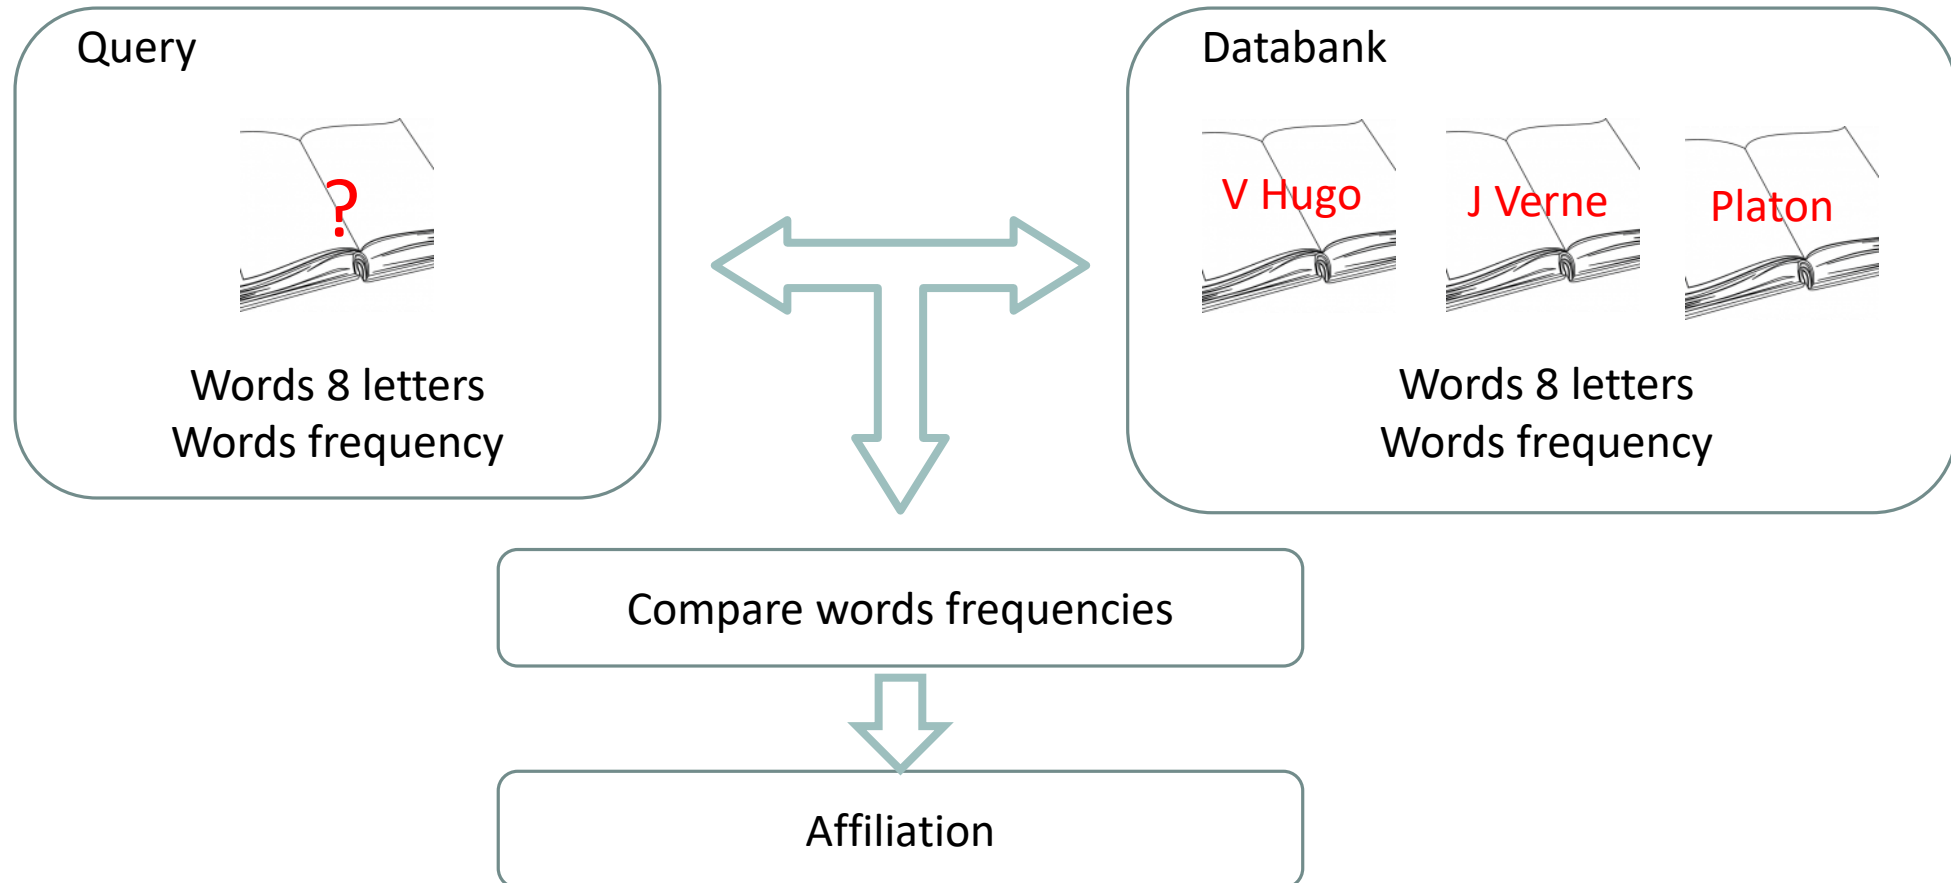 Query
?
Words 8 letters
Words frequency
Databank
V Hugo
J Verne
Platon
Words 8 letters
Words frequency
Compare words frequencies
Affiliation